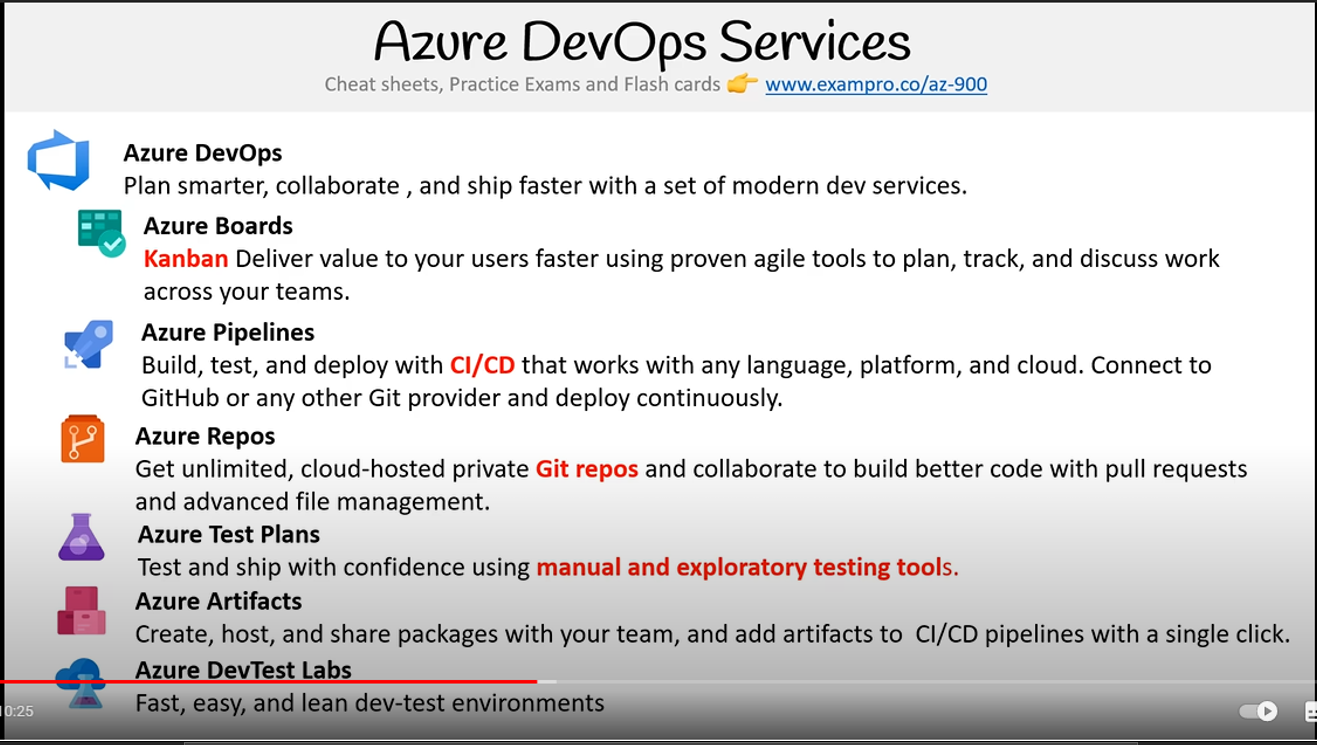 Azure DevOps Services
Cheat sheets, Practice Exams and Flash cards 👉 www.exampro.co/az-900
Azure DevOps
Plan smarter, collaborate , and ship faster with a set of modern dev services.
Azure Boards
Kanban Deliver value to your users faster using proven agile tools to plan, track, and discuss work
across your teams.
Azure Pipelines
Build, test, and deploy with CI/CD that works with any language, platform, and cloud. Connect to
GitHub or any other Git provider and deploy continuously.
Azure Repos
Get unlimited, cloud-hosted private Git repos and collaborate to build better code with pull requests
and advanced file management.
Azure Test Plans
Test and ship with confidence using manual and exploratory testing tools.
Azure Artifacts
Create, host, and share packages with your team, and add artifacts to  CI/CD pipelines with a single click.
Azure DevTest Labs
Fast, easy, and lean dev-test environments